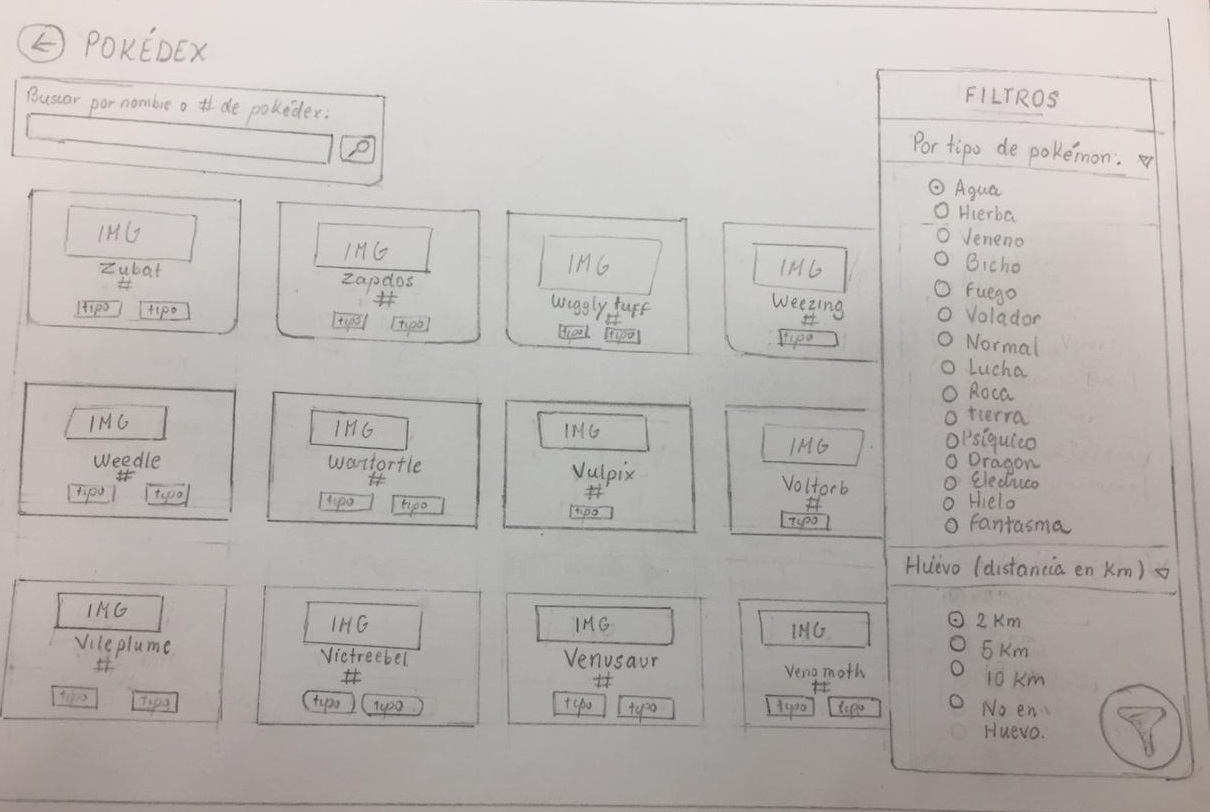 POKÉDEX
Buscar por nombre o # de pokédex:
IMG
Zubat
#
tipo tipo
IMG
Zapdos
#
tipo tipo
IMG
Wigglytuff
#
tipo tipo
IMG
Weezing
#
tipo
IMG
Weedle
#
tipo tipo
IMG
Wartortle
#
tipo tipo
IMG
Vulpix
#
tipo
IMG
Voltorb
#
tipo
IMG
Vileplume
#
tipo tipo
IMG
Victreebel
#
tipo tipo
IMG
Venusaur
#
tipo tipo
IMG
Venomoth
#
tipo tipo
FILTROS
Por tipo de pokémon:
Agua
Hierba
Veneno
Bicho
Fuego
Volador
Normal
Lucha
Roca
tierra
Psíquico
Dragon
Electrico
Hielo
Fantasma
Huevo (distancia en Km)
2 Km
5 Km
10 Km
No en
Huevo.